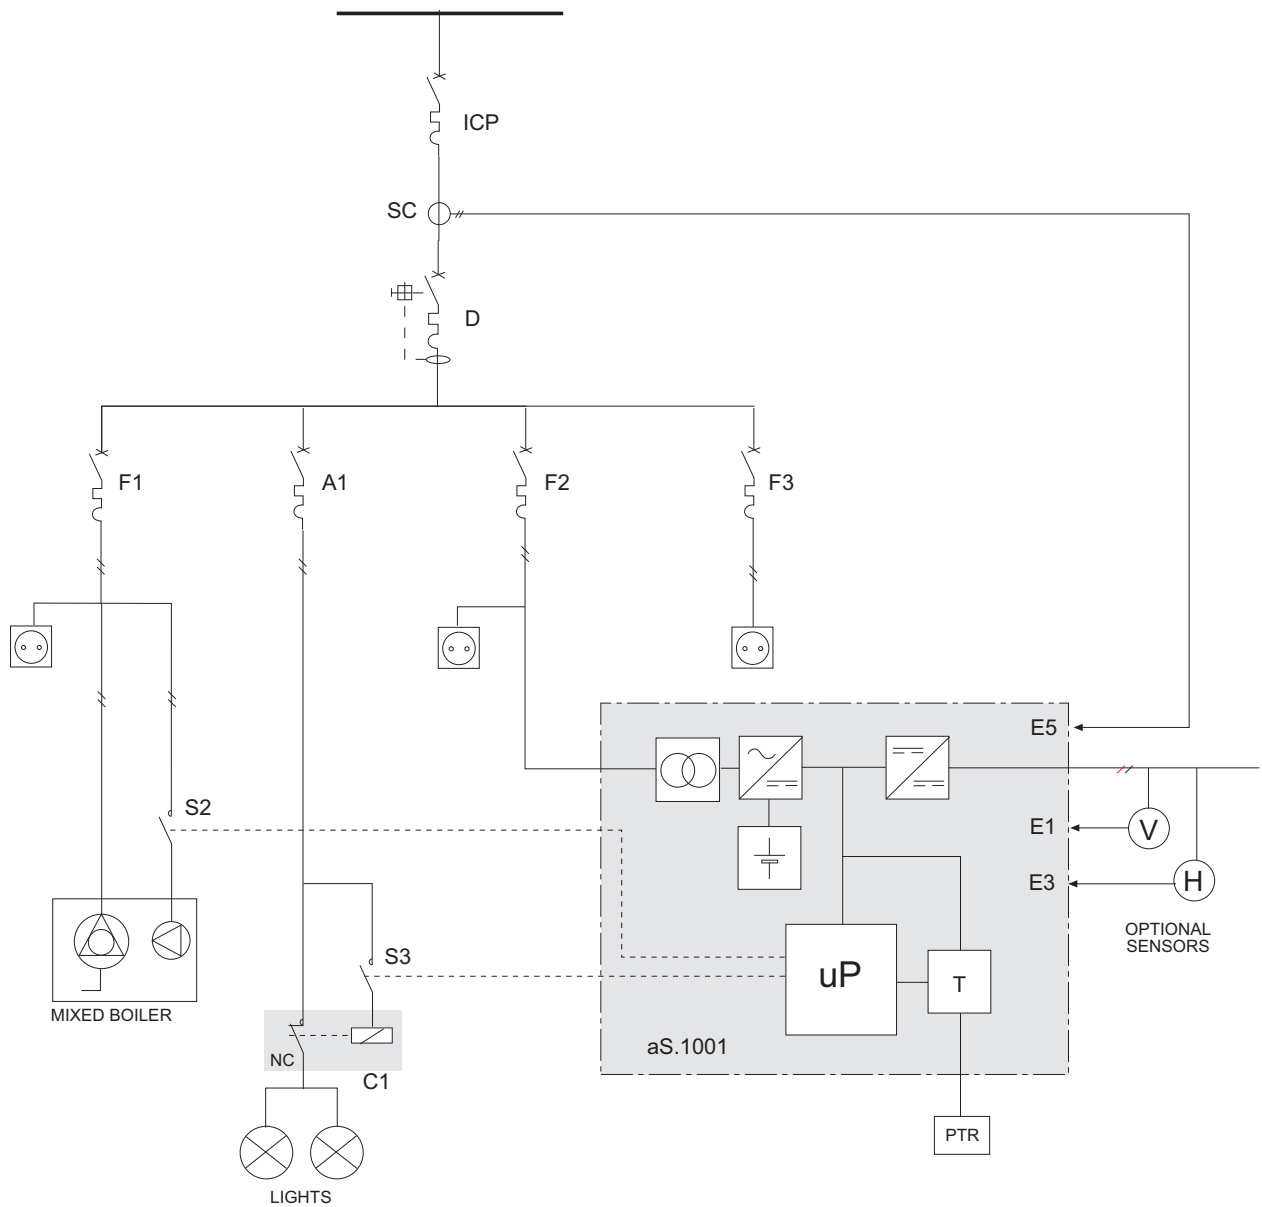 ICP
SC
D
F1
A1
F2
F3
E5
S2
E1
V
E3
H
OPTIONAL
SENSORS
S3
uP
T
MIXED BOILER
aS.1001
NC
C1
PTR
LIGHTS